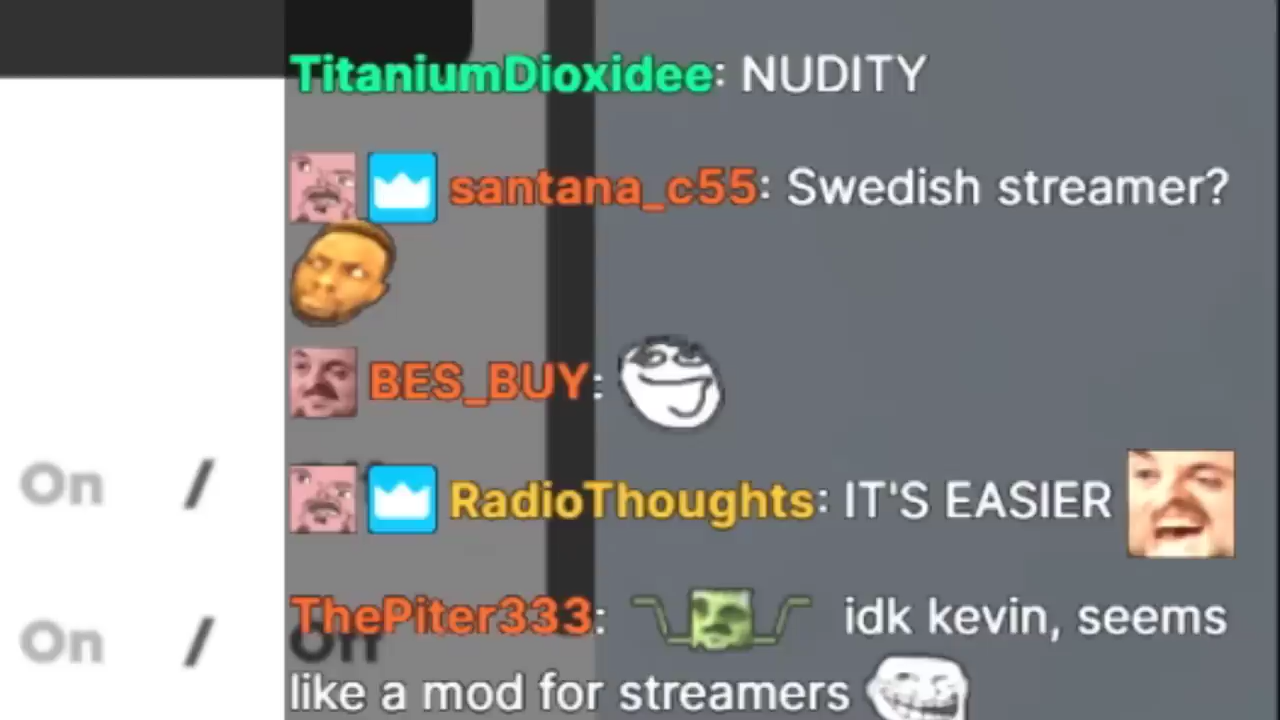 TitaniumDioxidee: NUDITY
santana_c55: Swedish streamer?
BES_BUY:
On /
RadioThoughts: IT'S EASIER
ThePiter333: idk kevin, seems
On / Off
like a mod for streamers